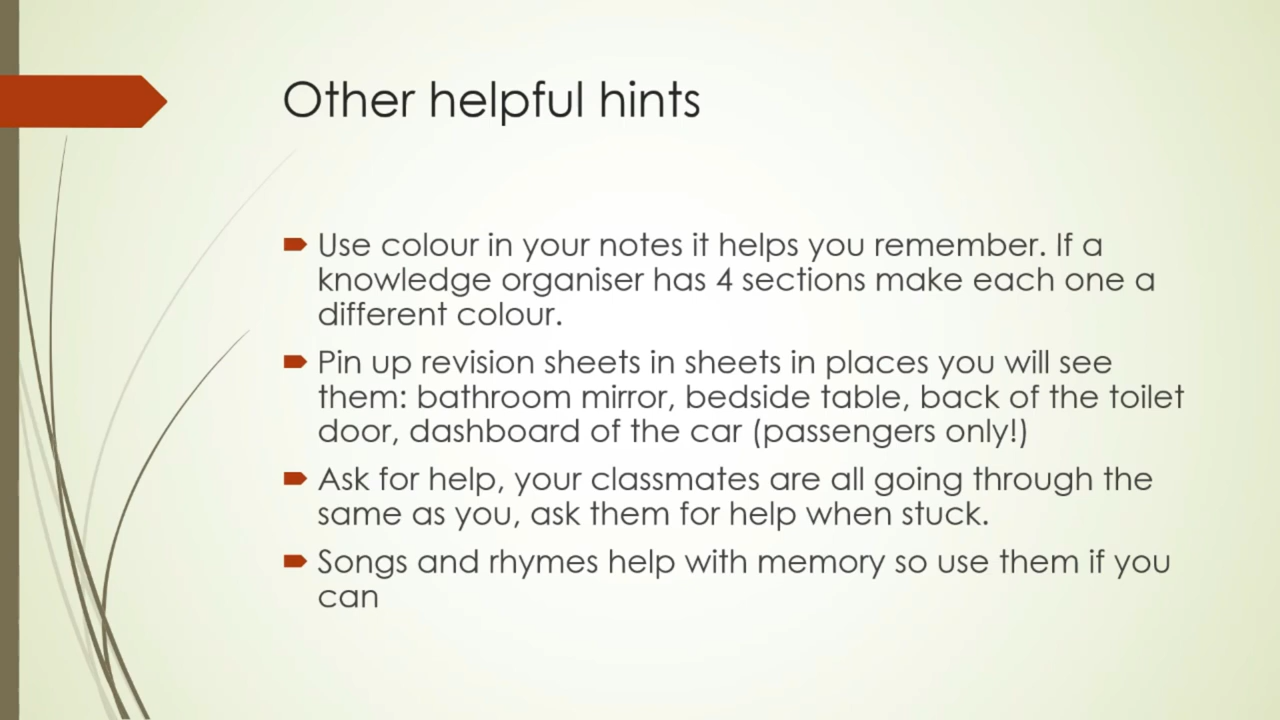 Other helpful hints
Use colour in your notes it helps you remember. If a
knowledge organiser has 4 sections make each one a
different colour.
Pin up revision sheets in sheets in places you will see
them: bathroom mirror, bedside table, back of the toilet
door, dashboard of the car (passengers only!)
Ask for help, your classmates are all going through the
same as you, ask them for help when stuck.
Songs and rhymes help with memory so use them if you
can